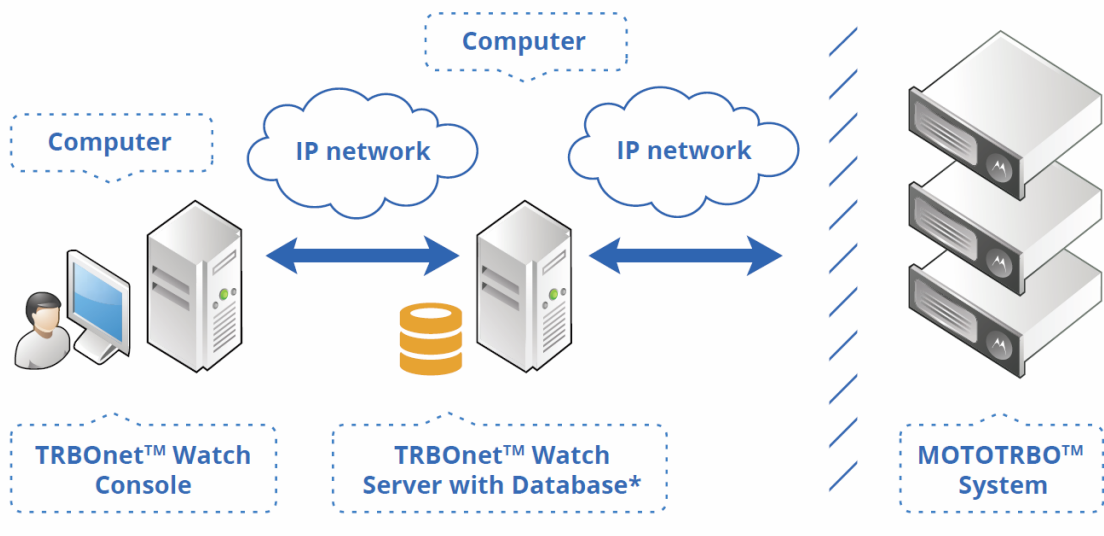 Computer
Computer
IP network
IP network
TRBOnet™ Watch
Console
TRBOnet™ Watch
Server with Database*
MOTOTRBO™
System